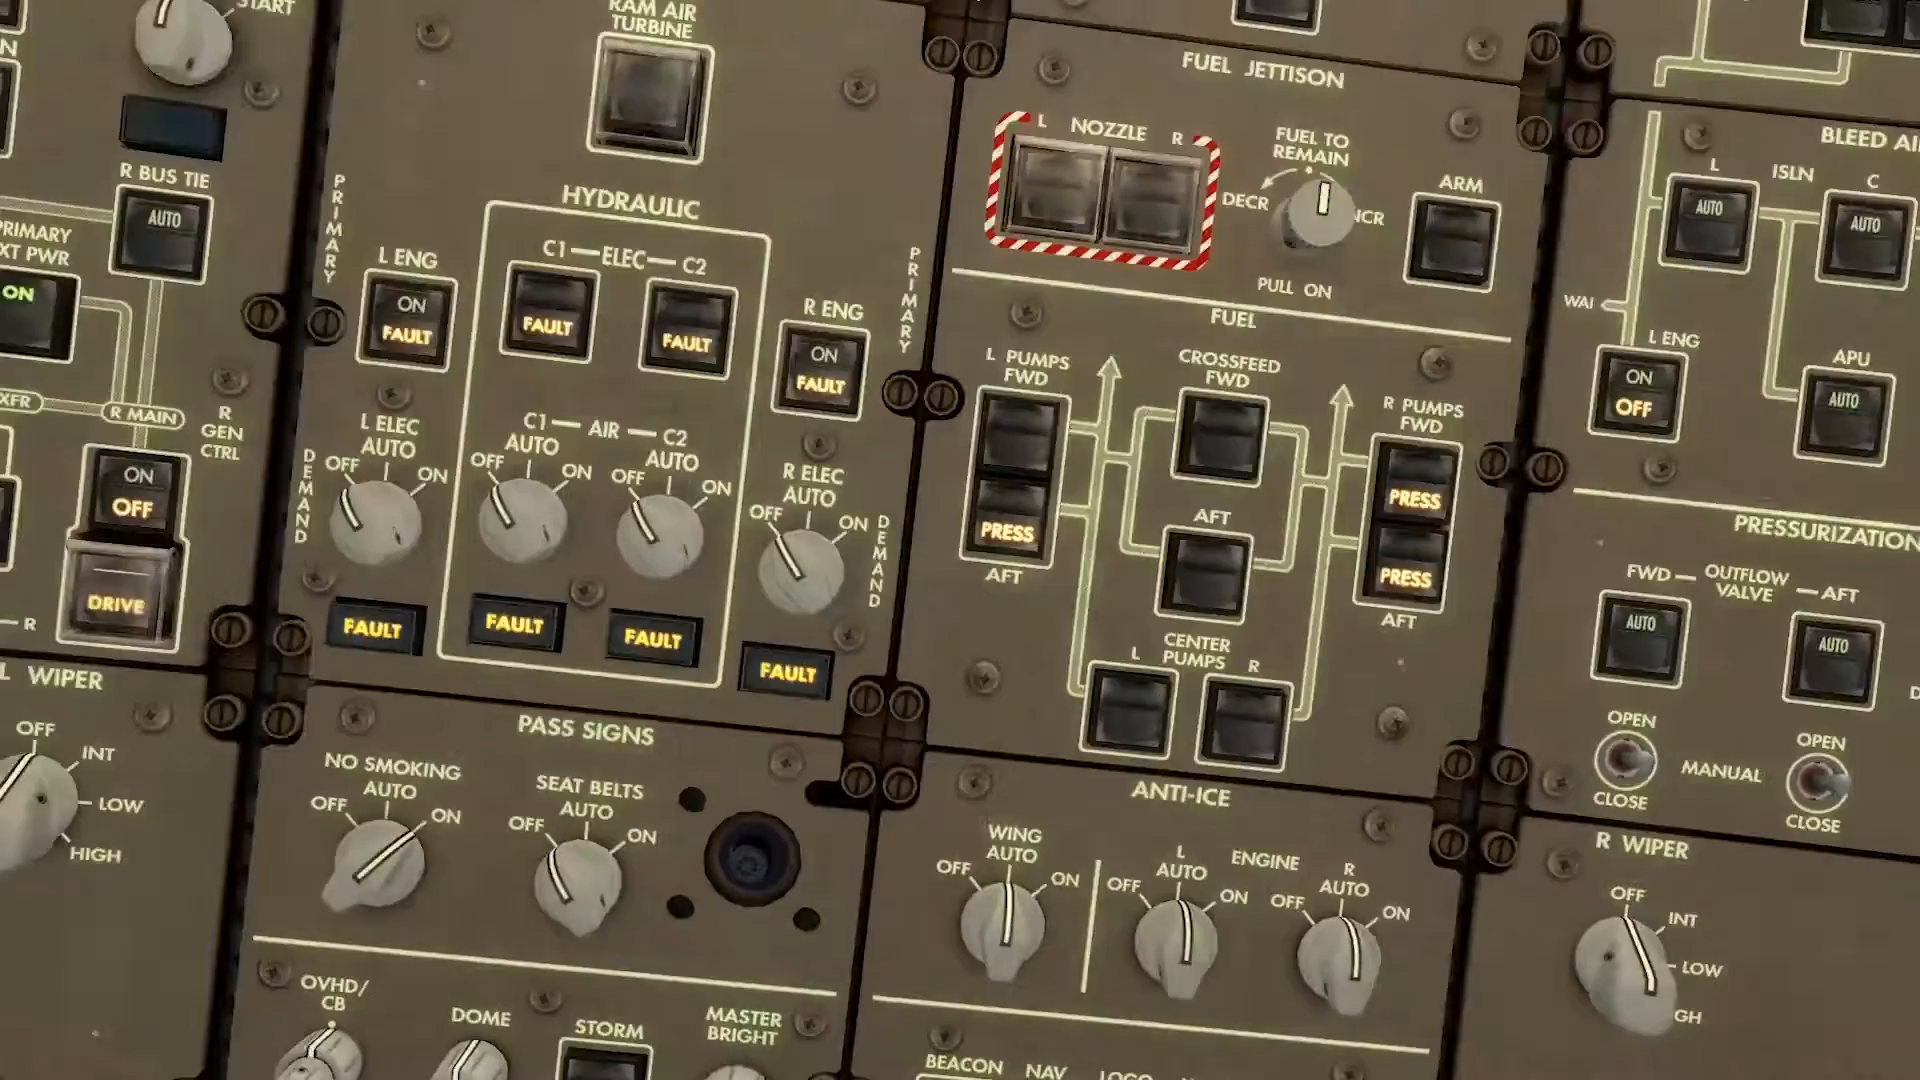 START
RAM AIR
TURBINE
FUEL JETTISON
L NOZZLE R
FUEL TO
REMAIN
DECR
PULL ON
ARM
BLEED
L
ISLN
C
AUTO
AUTO
WAI
L ENG
ON
OFF
APU
AUTO
R BUS TIE
AUTO
ON
R MAIN
R
GEN
CTRL
ON
OFF
DRIVE
R
PRIMARY
HYDRAULIC
L ENG
ON
FAULT
C1 ELEC C2
FAULT
FAULT
R ENG
ON
FAULT
PRIMARY
DEMAND
L ELEC
AUTO
OFF
ON
C1 AIR C2
AUTO
OFF
ON
AUTO
OFF
ON
R ELEC
AUTO
OFF
ON
DEMAND
FAULT
FAULT
FAULT
FAULT
FUEL
L PUMPS
FWD
PRESS
AFT
CROSSFEED
FWD
AFT
R PUMPS
FWD
PRESS
PRESS
AFT
CENTER
L PUMPS R
PRESSURIZATION
FWD
OUTFLOW
VALVE
AFT
AUTO
AUTO
OPEN
CLOSE
MANUAL
OPEN
CLOSE
L WIPER
OFF
INT
LOW
HIGH
PASS SIGNS
NO SMOKING
AUTO
OFF
ON
SEAT BELTS
AUTO
OFF
ON
ANTI-ICE
WING
AUTO
OFF
ON
L
AUTO
OFF
ON
ENGINE
R
AUTO
OFF
ON
R WIPER
OFF
INT
LOW
OVHD/
CB
DOME
STORM
MASTER
BRIGHT
BEACON
NAV